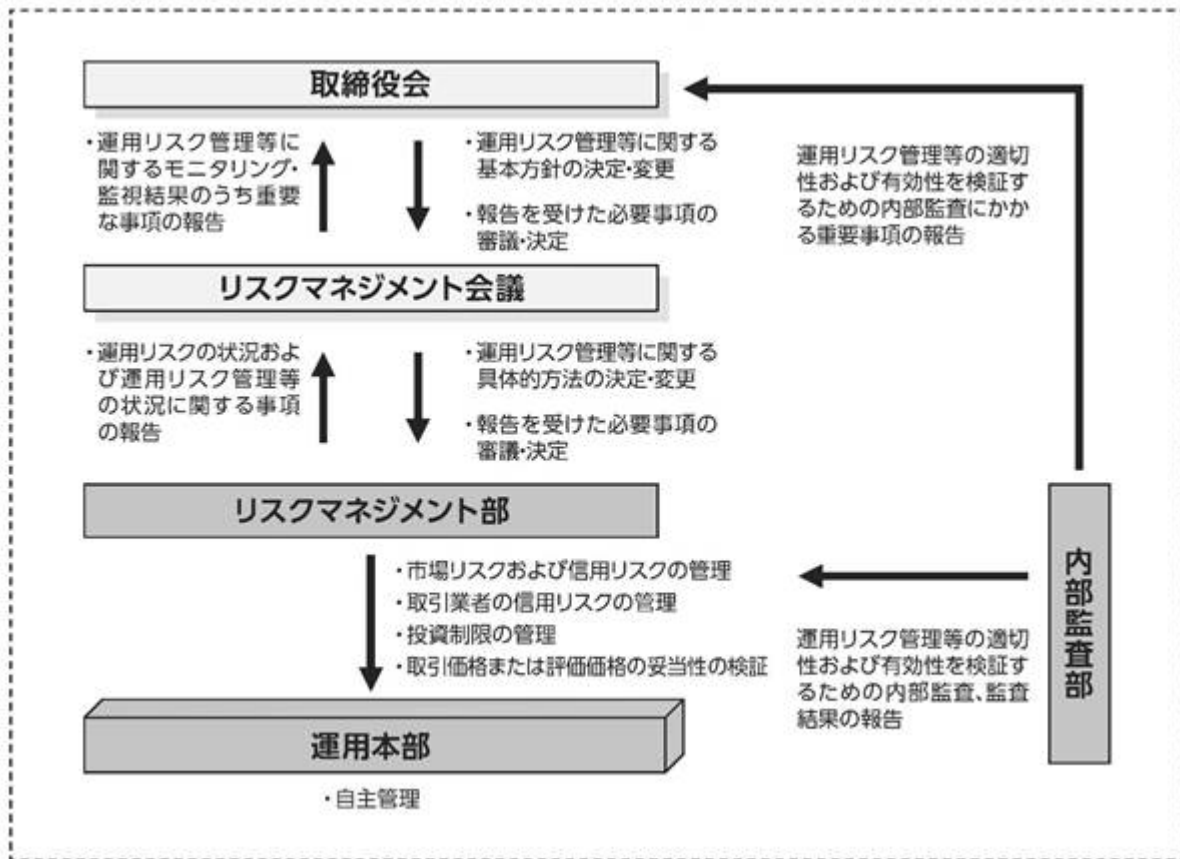 取締役会
・運用リスク管理等に
関するモニタリング・
監視結果のうち重要
な事項の報告
・運用リスク管理等に関する
基本方針の決定・変更
・報告を受けた必要事項の
審議・決定
運用リスク管理等の適切
性および有効性を検証す
るための内部監査にかか
る重要事項の報告
リスクマネジメント会議
・運用リスクの状況およ
び運用リスク管理等
の状況に関する事項
の報告
・運用リスク管理等に関する
具体的方法の決定・変更
・報告を受けた必要事項の
審議・決定
リスクマネジメント部
・市場リスクおよび信用リスクの管理
・取引業者の信用リスクの管理
・投資制限の管理
・取引価格または評価価格の妥当性の検証
運用リスク管理等の適切
性および有効性を検証す
るための内部監査、監査
結果の報告
内部監査部
運用本部
・自主管理